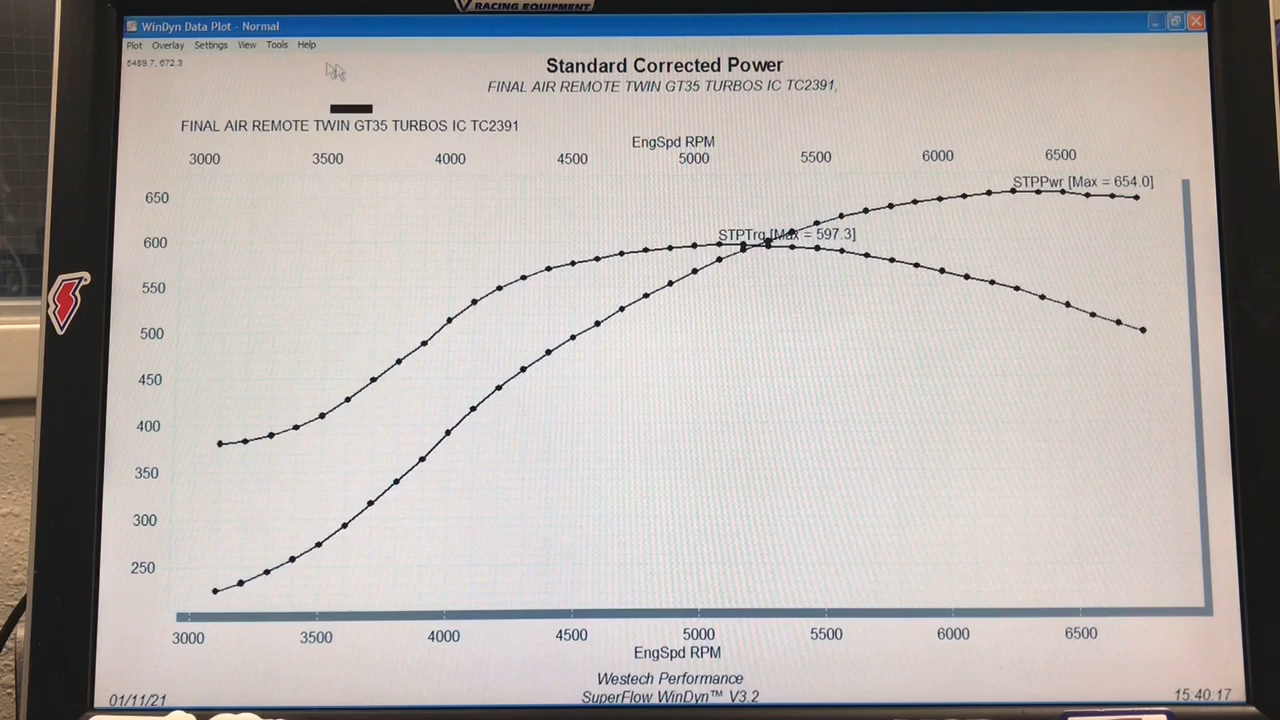 RACING EQUIPMENT
WinDyn Data Plot - Normal
Plot Overlay Settings View Tools Help
5489.7, 672.3
Standard Corrected Power
FINAL AIR REMOTE TWIN GT35 TURBOS IC TC2391,
FINAL AIR REMOTE TWIN GT35 TURBOS IC TC2391
EngSpd RPM
3000 3500 4000 4500 5000 5500 6000 6500
STPPwr [Max = 654.0]
650
STPTrq [Max = 597.3]
600
550
500
450
400
350
300
250
3000 3500 4000 4500 5000 5500 6000 6500
EngSpd RPM
Westech Performance
SuperFlow WinDyn™ V3.2
01/11/21
15:40:17